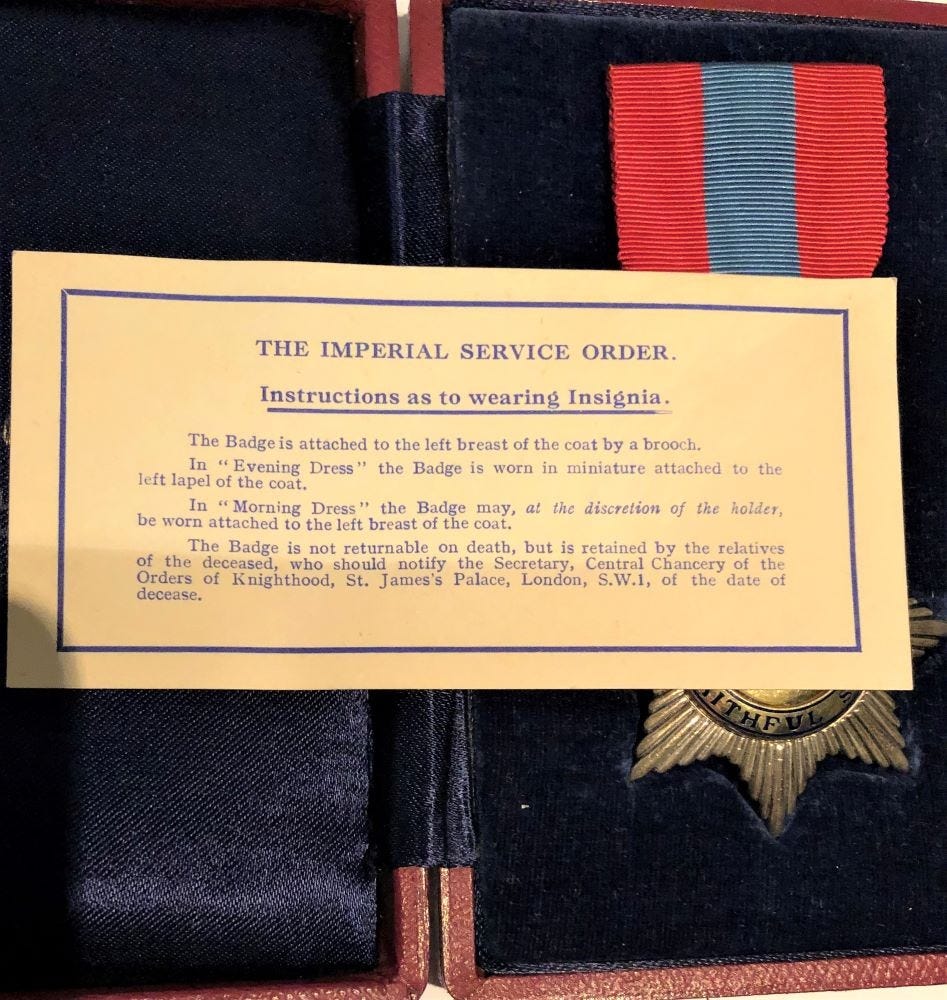 THE IMPERIAL SERVICE ORDER.
Instructions as to wearing Insignia.
The Badge is attached to the left breast of the coat by a brooch.
In "Evening Dress" the Badge is worn in miniature attached to the
left lapel of the coat.
In "Morning Dress" the Badge may, at the discretion of the holder,
be worn attached to the left breast of the coat.
The Badge is not returnable on death, but is retained by the relatives
of the deceased, who should notify the Secretary, Central Chancery of the
Orders of Knighthood, St. James's Palace, London, S.W.1, of the date of
decease.
AITHFUL S